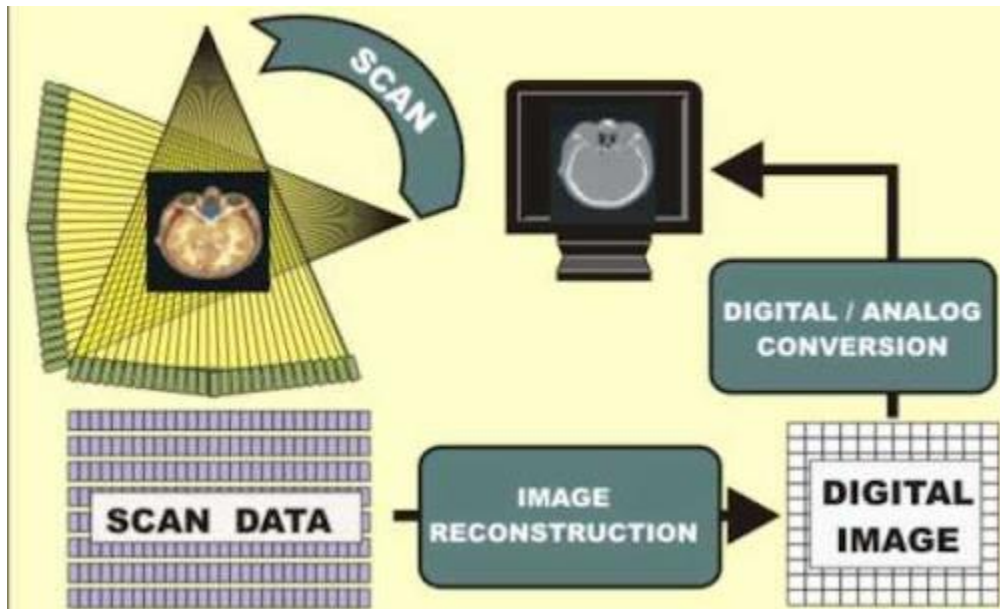 SCAN
DIGITAL / ANALOG
CONVERSION
SCAN DATA
IMAGE
RECONSTRUCTION
DIGITAL
IMAGE